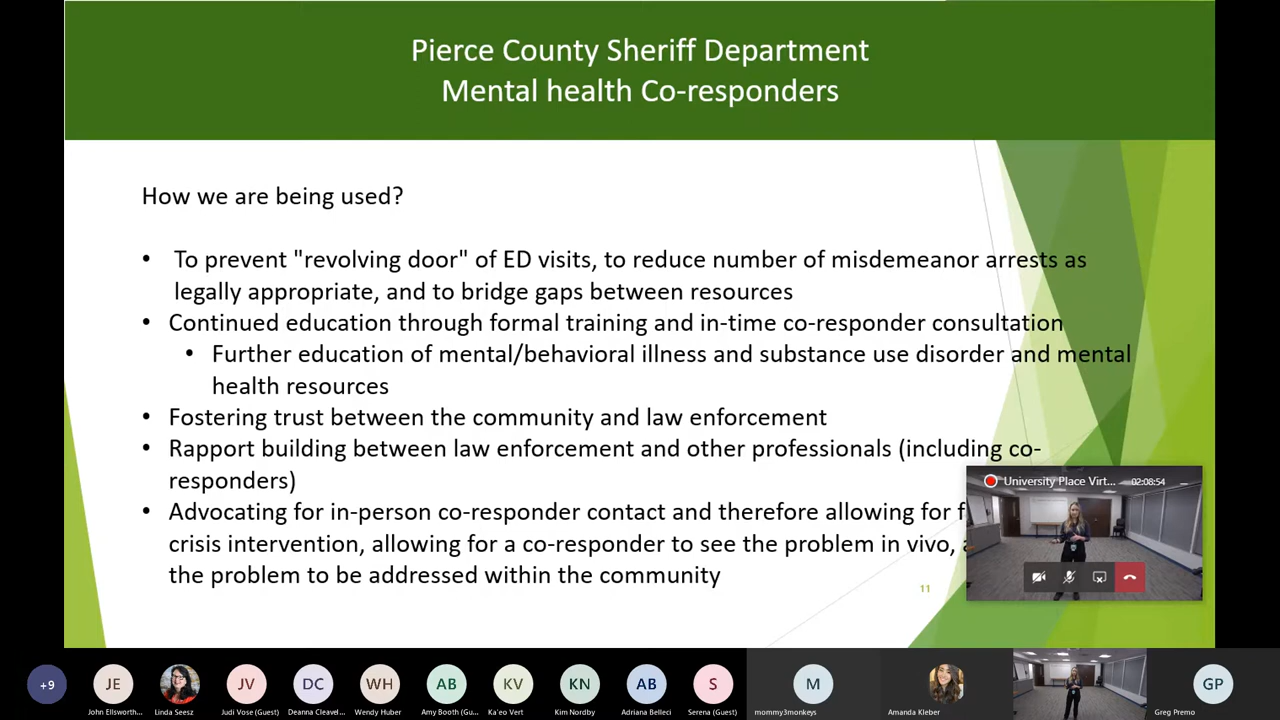 Pierce County Sheriff Department
Mental health Co-responders
How we are being used?
• To prevent "revolving door" of ED visits, to reduce number of misdemeanor arrests as
legally appropriate, and to bridge gaps between resources
• Continued education through formal training and in-time co-responder consultation
• Further education of mental/behavioral illness and substance use disorder and mental
health resources
• Fostering trust between the community and law enforcement
• Rapport building between law enforcement and other professionals (including co-
responders)
• Advocating for in-person co-responder contact and therefore allowing for
crisis intervention, allowing for a co-responder to see the problem in vivo,
the problem to be addressed within the community
11
University Place Virt... 02:08:54
+9 JE JV DC WH AB KV KN AB S M GP
John Ellsworth... Linda Seesz Judi Vose (Guest) Deanna Cleavel... Wendy Huber Amy Booth (Gu... Ka'eo Vert Kim Nordby Adriana Belleci Serena (Guest) mommy3monkeys Amanda Kleber Greg Premo